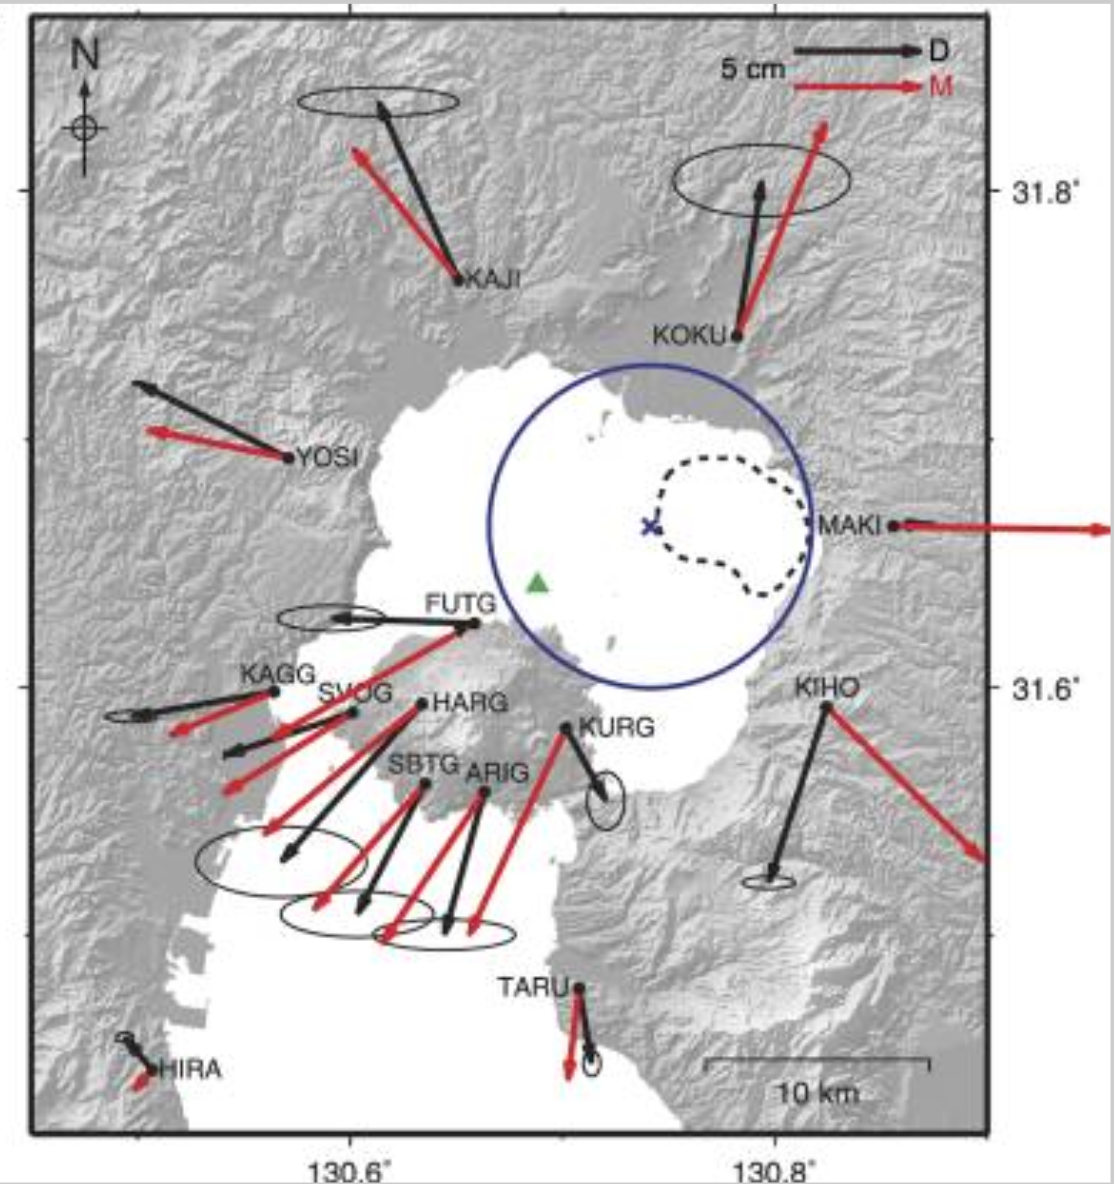 N
D
5 cm
M
31.8°
KAJI
KOKU
YOSI
MAKI
FUTG
KAGG
SVOG
HARG
KIHO
31.6°
KURG
SBTG
ARIG
TARU
HIRA
10 km
130.6°
130.8°